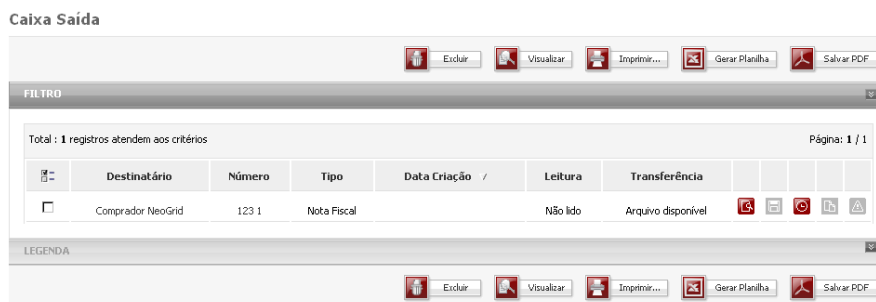 Caixa Saída
Excluir Visualizar Imprimir... Gerar Planilha Salvar PDF
FILTRO
Total : 1 registros atendem aos critérios Página: 1 / 1
Destinatário Número Tipo Data Criação Leitura Transferência
Comprador NeoGrid 123 1 Nota Fiscal Não lido Arquivo disponível
LEGENDA
Excluir Visualizar Imprimir... Gerar Planilha Salvar PDF